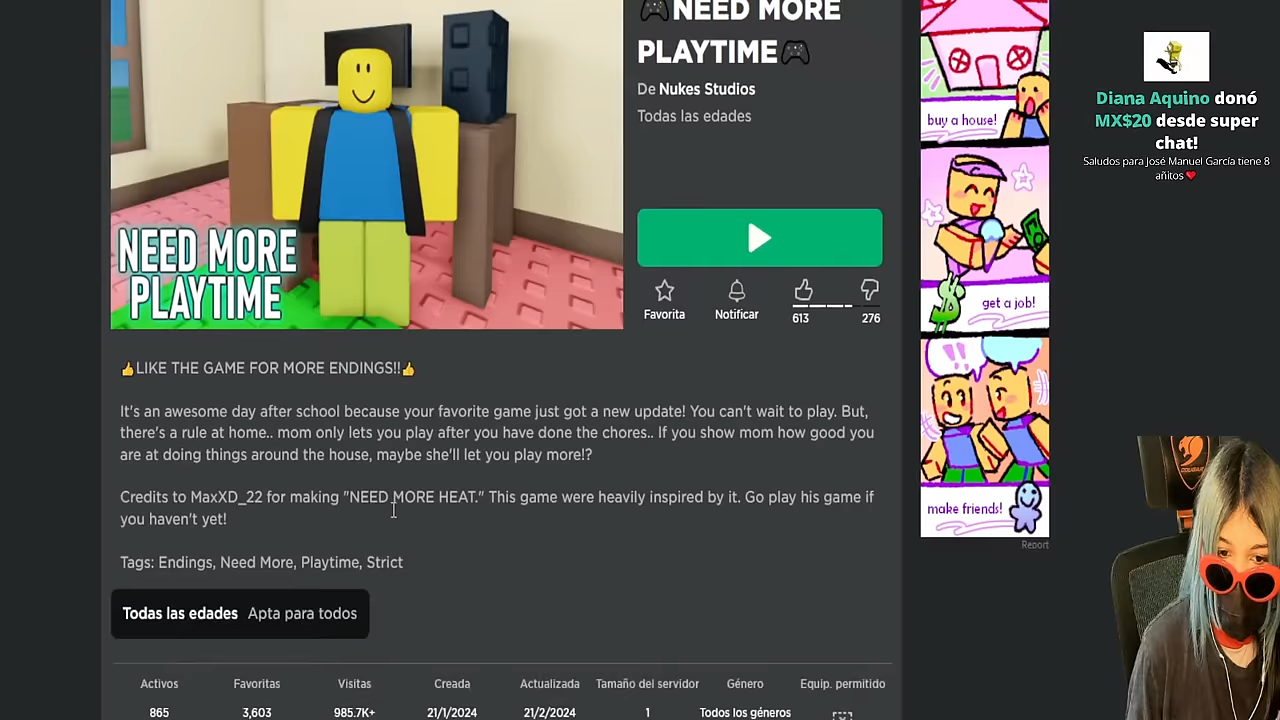 NEED MORE
PLAYTIME
De Nukes Studios
Todas las edades
NEED MORE
PLAYTIME
Favorita
Notificar
613
276
👍LIKE THE GAME FOR MORE ENDINGS!!👍
It's an awesome day after school because your favorite game just got a new update! You can't wait to play. But,
there's a rule at home.. mom only lets you play after you have done the chores.. If you show mom how good you
are at doing things around the house, maybe she'll let you play more!?
Credits to MaxXD_22 for making "NEED MORE HEAT." This game were heavily inspired by it. Go play his game if
you haven't yet!
Tags: Endings, Need More, Playtime, Strict
Todas las edades Apta para todos
Activos Favoritas Visitas Creada Actualizada Tamaño del servidor Género Equip. permitido
865 3,603 985.7K+ 21/1/2024 21/2/2024 1 Todos los géneros
buy a house!
get a job!
!!
make friends!
Report
Diana Aquino donó
MX$20 desde super
chat!
Saludos para José Manuel García tiene 8
añitos ❤
COUGAR